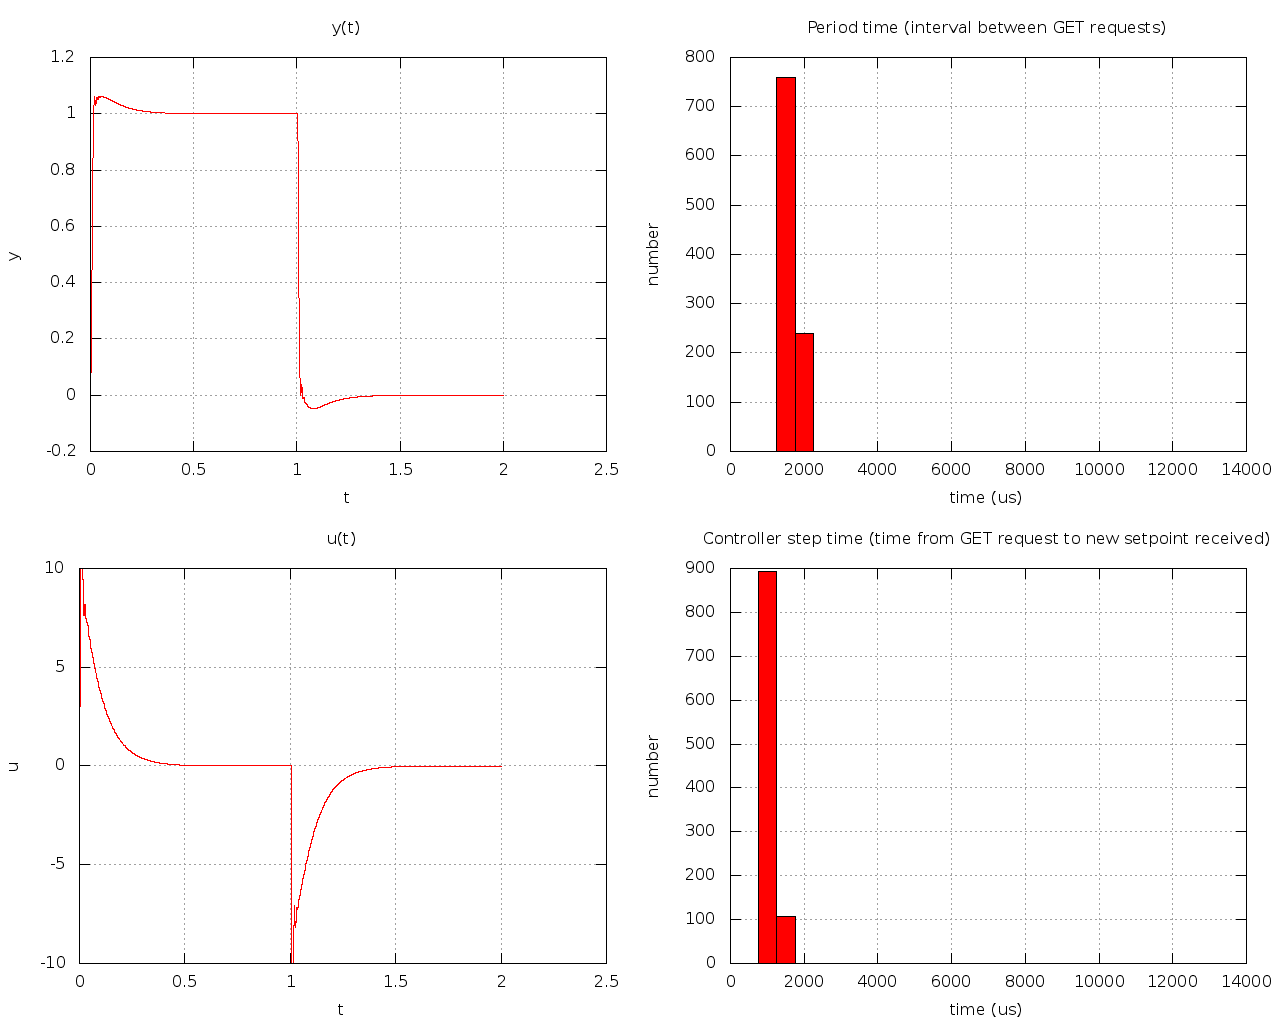 y(t)
1.2
1
0.8
0.6
0.4
0.2
0
-0.2
y
0 0.5 1 1.5 2 2.5
t
Period time (interval between GET requests)
800
700
600
500
400
300
200
100
0
number
0 2000 4000 6000 8000 10000 12000 14000
time (us)
u(t)
10
5
0
-5
-10
u
0 0.5 1 1.5 2 2.5
t
Controller step time (time from GET request to new setpoint received)
900
800
700
600
500
400
300
200
100
0
number
0 2000 4000 6000 8000 10000 12000 14000
time (us)